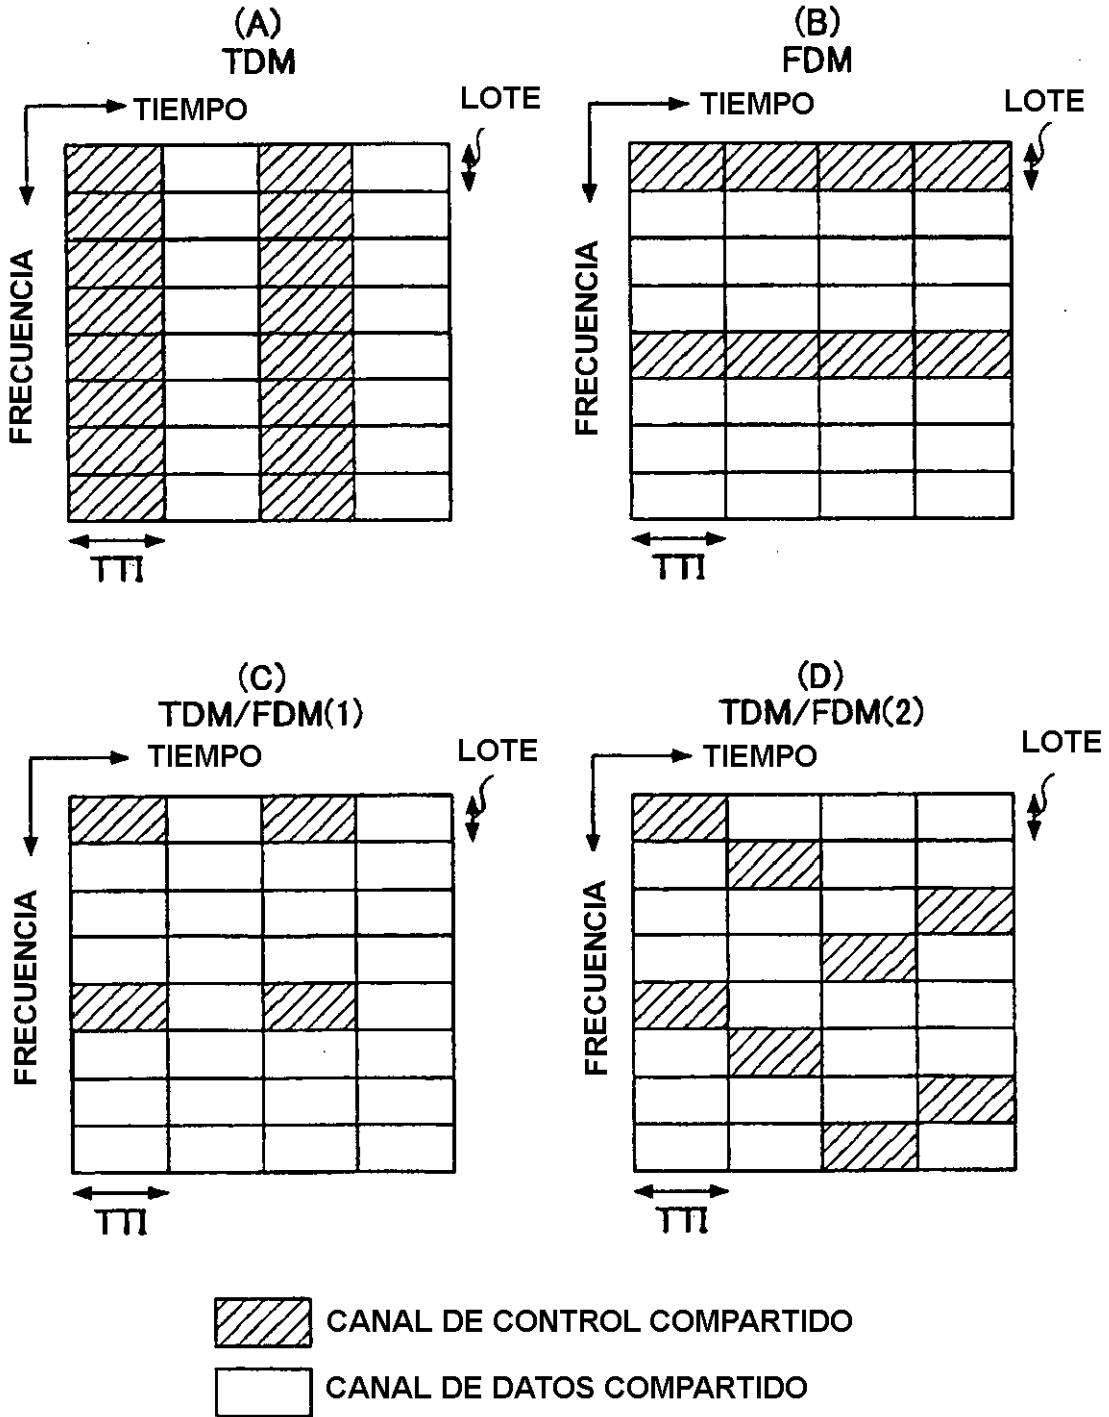 (A)
TDM
TIEMPO
LOTE
FRECUENCIA
TTI
(B)
FDM
TIEMPO
LOTE
FRECUENCIA
TTI
(C)
TDM/FDM(1)
TIEMPO
LOTE
FRECUENCIA
TTI
(D)
TDM/FDM(2)
TIEMPO
LOTE
FRECUENCIA
TTI
CANAL DE CONTROL COMPARTIDO
CANAL DE DATOS COMPARTIDO